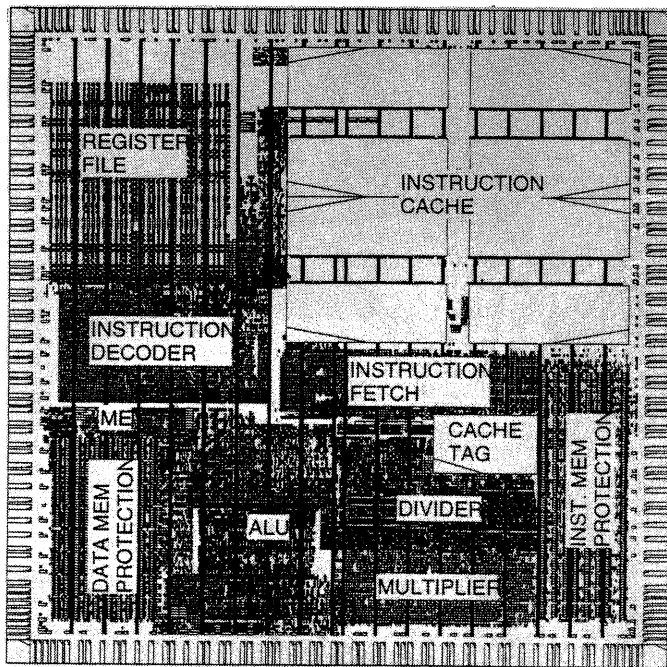 REGISTER
FILE
INSTRUCTION
CACHE
INSTRUCTION
DECODER
INSTRUCTION
FETCH
ME
CACHE
TAG
DATA MEM
PROTECTION
ALU
DIVIDER
INST. MEM
PROTECTION
MULTIPLIER